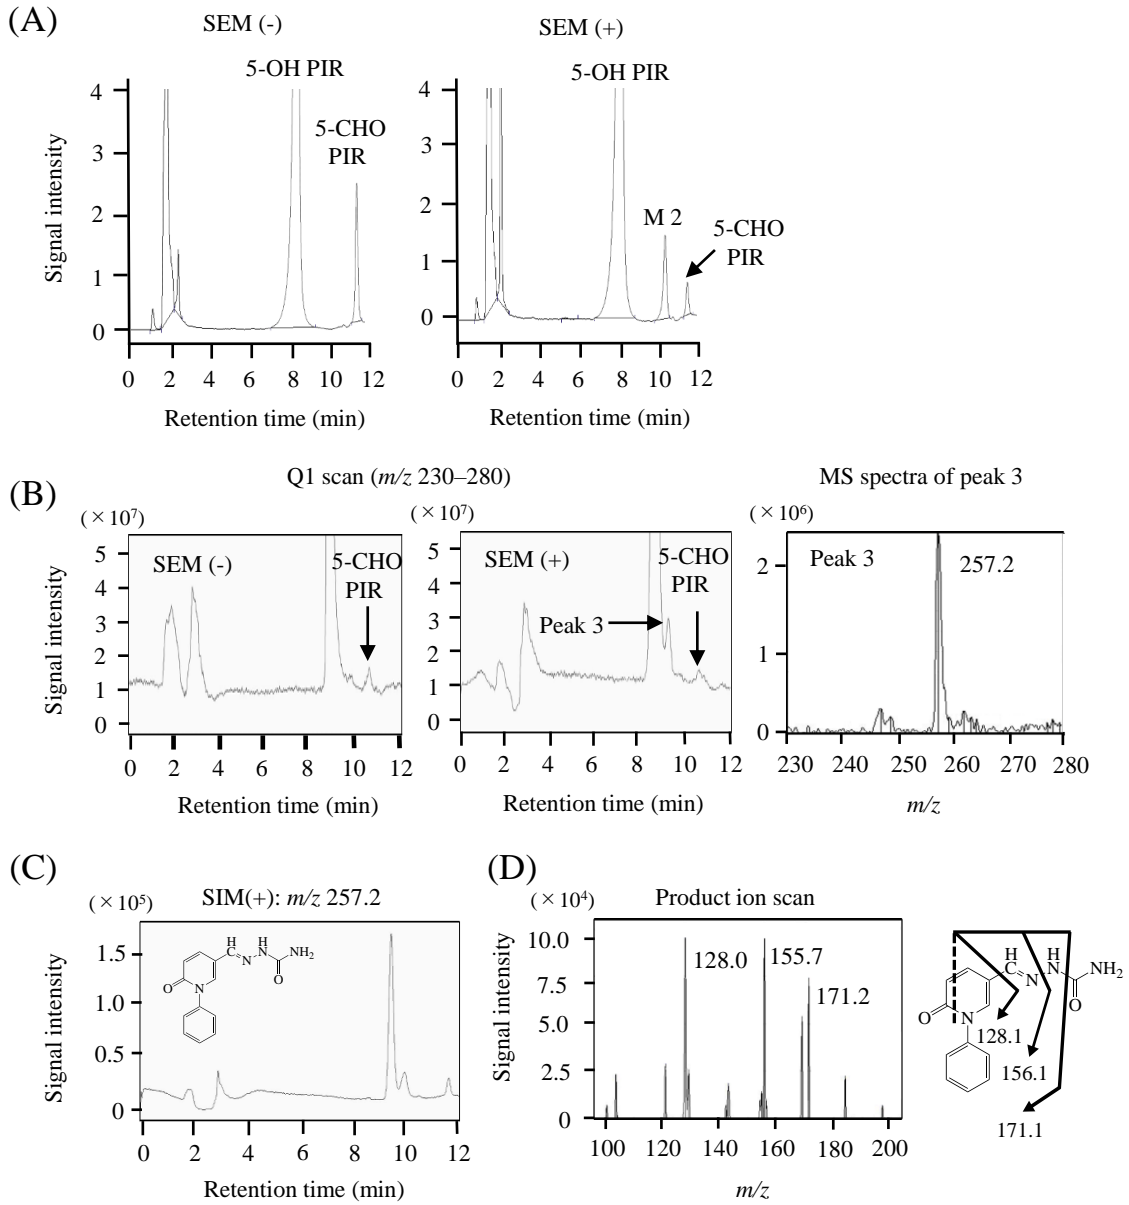 (A)
SEM (-)
SEM (+)
5-OH PIR
5-CHO
PIR
Signal intensity
4
3
2
1
0
0 2 4 6 8 10 12
Retention time (min)
5-OH PIR
M 2
5-CHO
PIR
4
3
2
1
0
0 2 4 6 8 10 12
Retention time (min)
(B)
Q1 scan (m/z 230–280)
MS spectra of peak 3
(×10⁷)
SEM (-)
5-CHO
PIR
Signal intensity
5
4
3
2
1
0
0 2 4 6 8 10 12
Retention time (min)
(×10⁷)
SEM (+)
5-CHO
PIR
Peak 3
5
4
3
2
1
0
0 2 4 6 8 10 12
Retention time (min)
(×10⁶)
Peak 3
257.2
2
1
0
230 240 250 260 270 280
m/z
(C)
SIM(+): m/z 257.2
(×10⁵)
Signal intensity
1.5
1.0
0.5
0
H H
N N NH₂
O
O N
0 2 4 6 8 10 12
Retention time (min)
(D)
Product ion scan
(×10⁴)
Signal intensity
10.0
7.5
5.0
2.5
0
128.0
155.7
171.2
100 120 140 160 180 200
m/z
H H
N N NH₂
O
O N
128.1
156.1
171.1